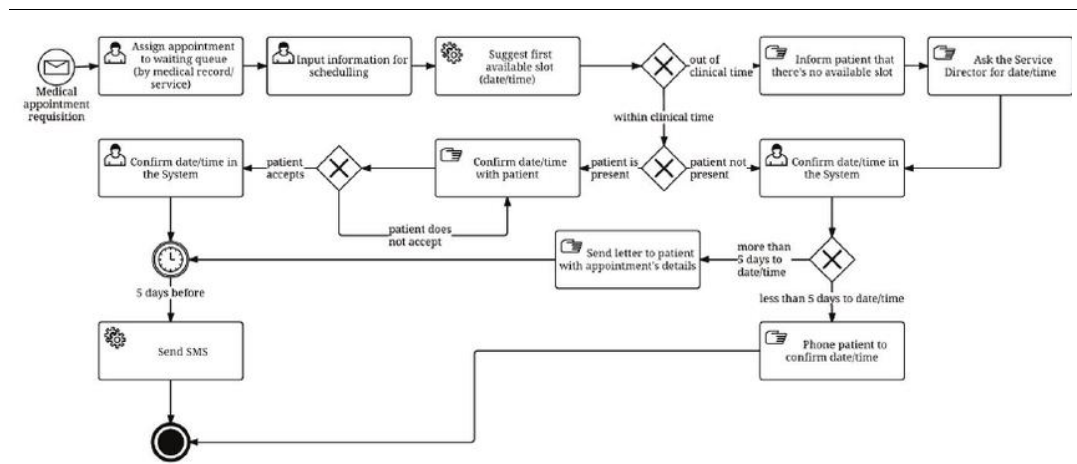 Medical
appointment
requisition
Assign appointment
to waiting queue
(by medical record/
service)
Input information for
schedulling
Suggest first
available slot
(date/time)
out of
clinical time
Inform patient that
there's no available slot
Ask the Service
Director for date/time
within clinical time
Confirm date/time in
the System
patient
accepts
Confirm date/time
with patient
patient is
present
patient not
present
Confirm date/time in
the System
patient does
not accept
Send letter to patient
with appointment's details
more than
5 days to
date/time
5 days before
less than 5 days to date/time
Send SMS
Phone patient to
confirm date/time